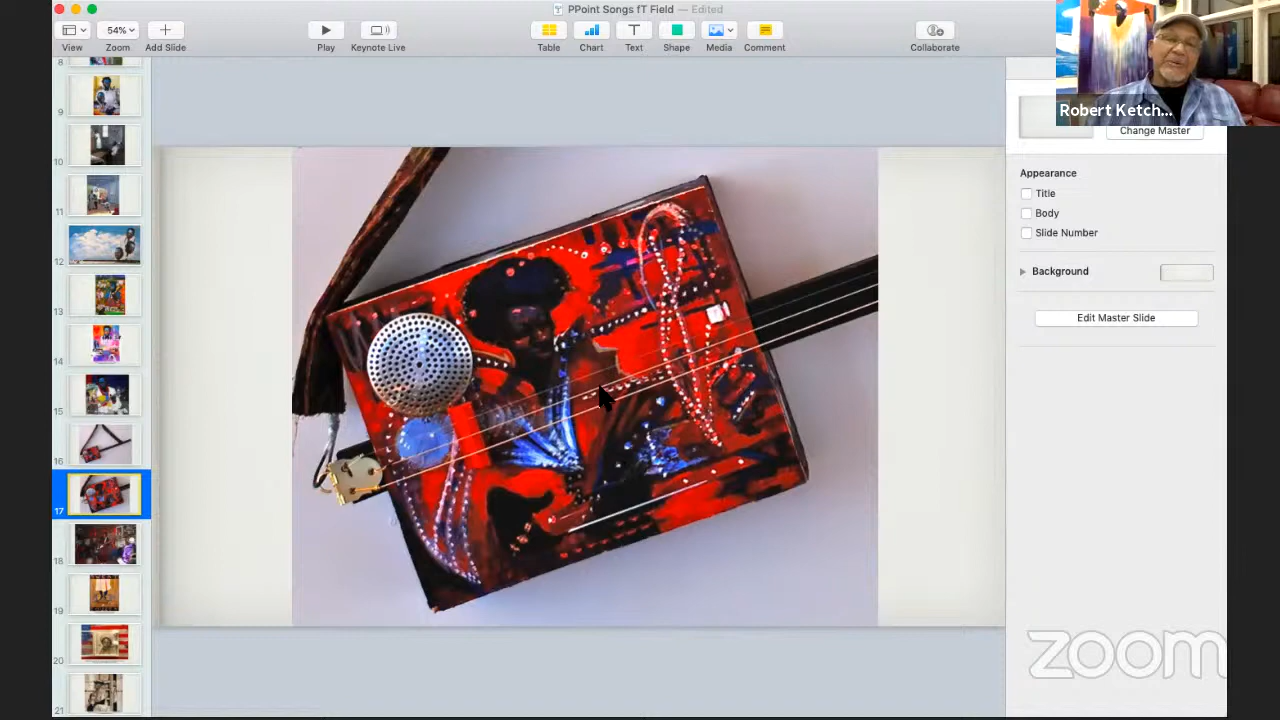 PPoint Songs fT Field — Edited
54%
View
Zoom
Add Slide
Play
Keynote Live
Table
Chart
Text
Shape
Media
Comment
Collaborate
Robert Ketch...
Change Master
Appearance
Title
Body
Slide Number
Background
Edit Master Slide
8
9
10
11
12
13
14
15
16
17
18
19
20
21
zoom